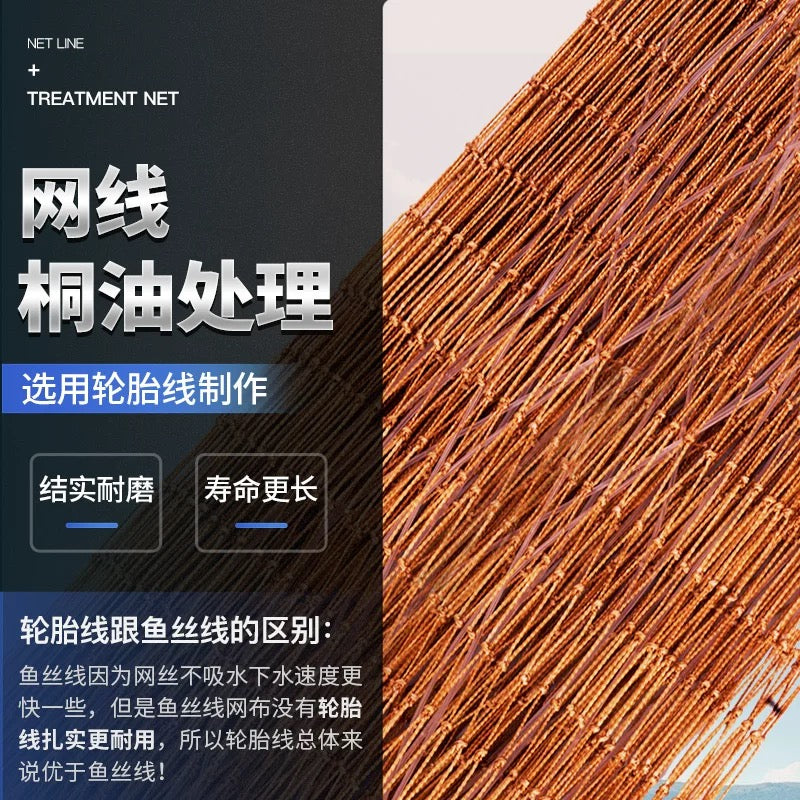 NET LINE
+
TREATMENT NET
网线
桐油处理
选用轮胎线制作
结实耐磨
寿命更长
轮胎线跟鱼丝线的区别：
鱼丝线因为网丝不吸水下水速度更
快一些，但是鱼丝线网布没有轮胎
线扎实更耐用，所以轮胎线总体来
说优于鱼丝线！